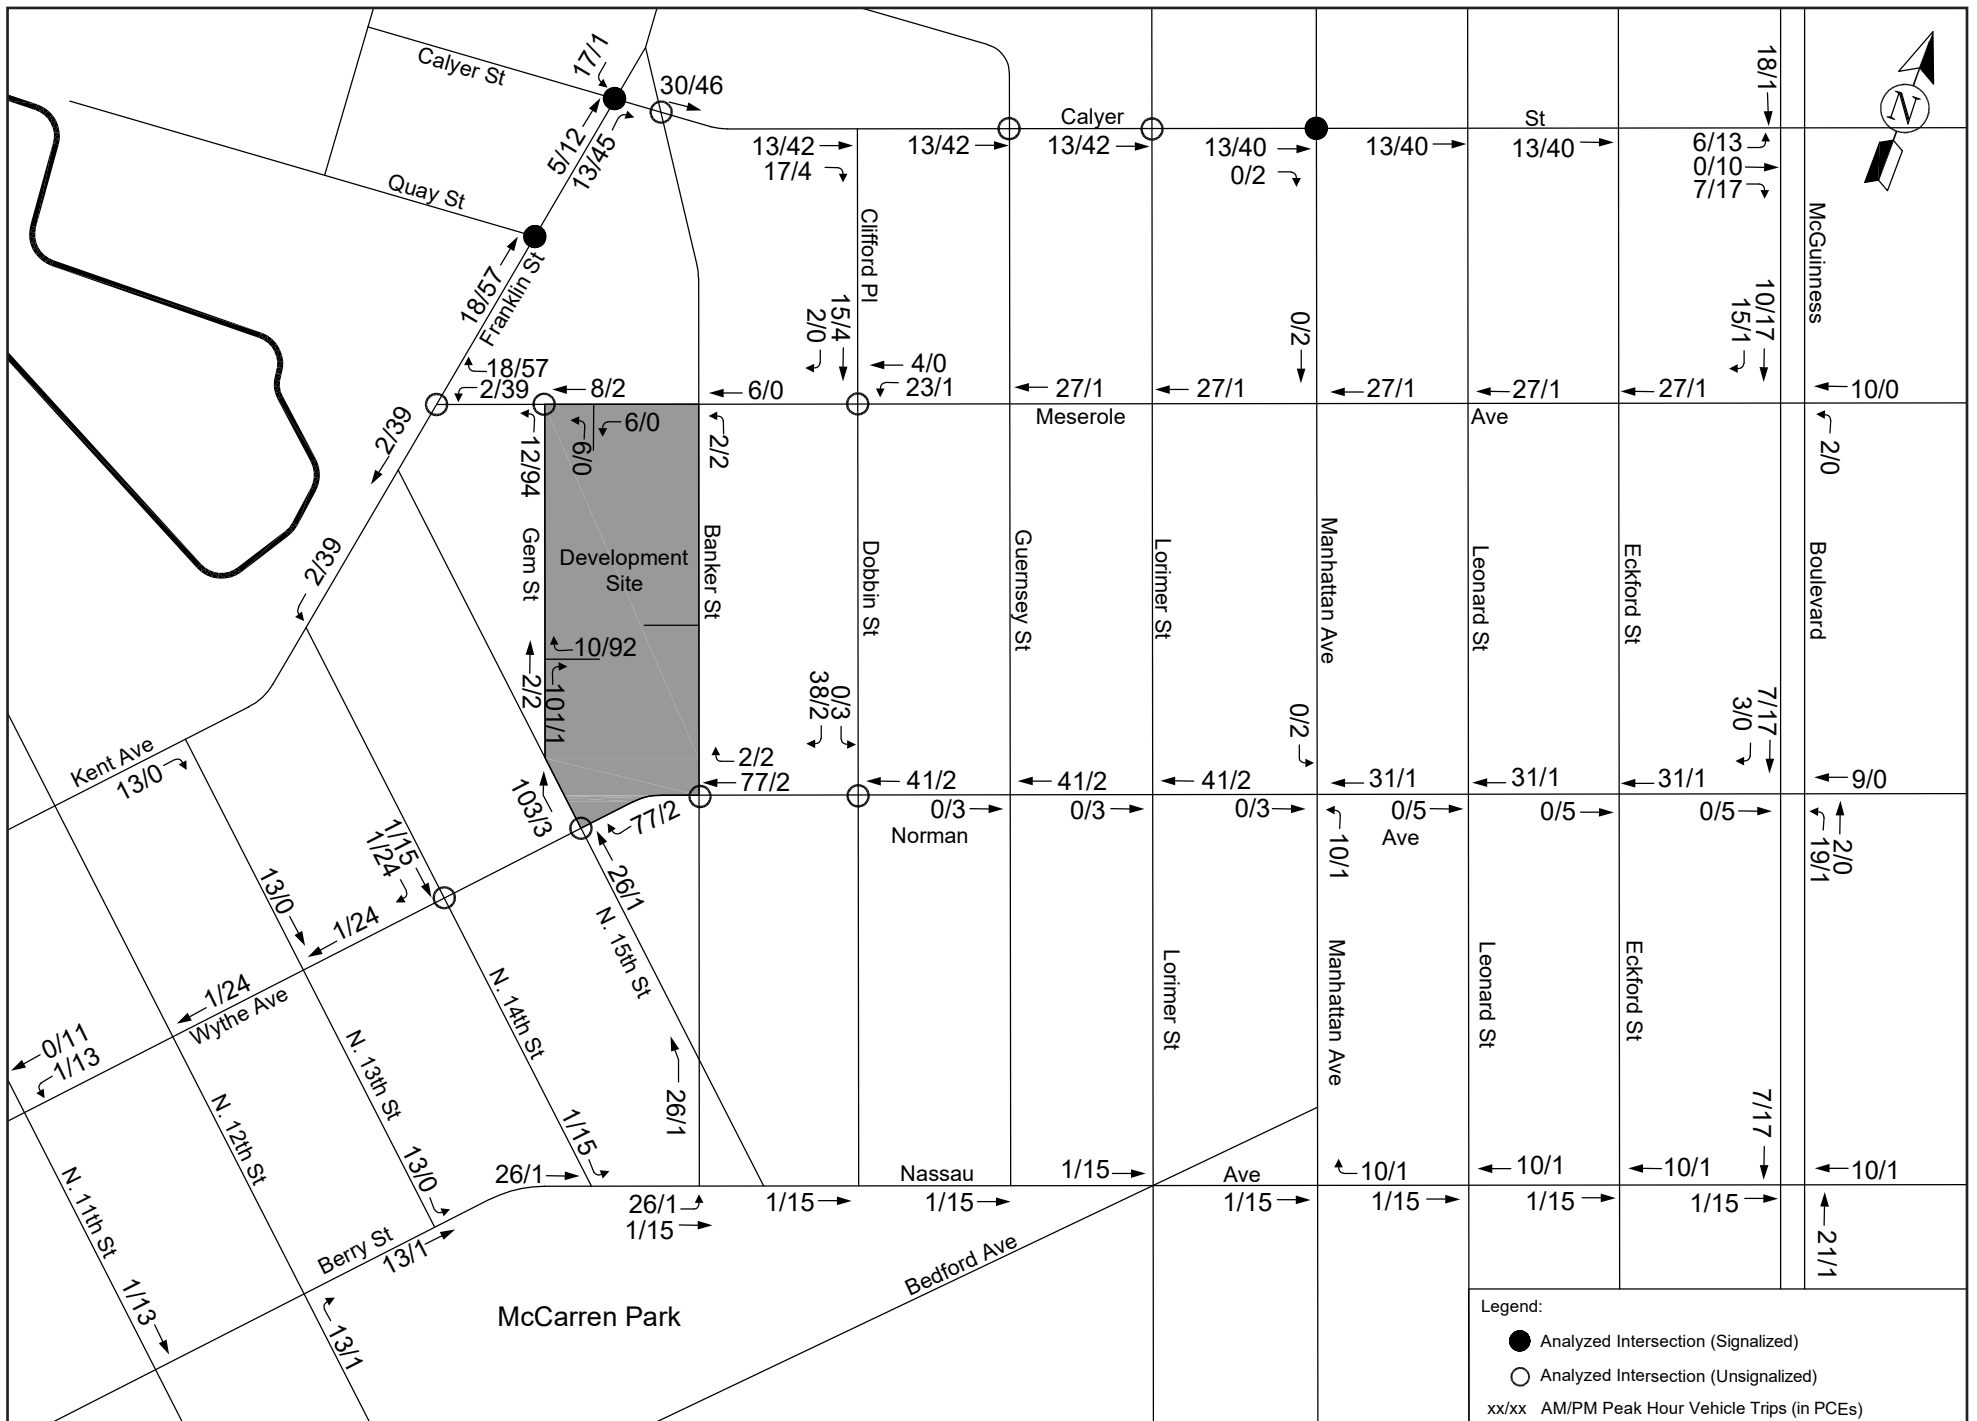 17/1
Calyer St
30/46
18/1
N
Calyer
St
5/12
13/45
13/42
17/4
13/42
13/42
13/40
0/2
13/40
13/40
6/13
0/10
7/17
Quay St
Clifford Pl
McGuinness
18/57
Franklin St
15/4
2/0
0/2
10/17
15/1
18/57
2/39
8/2
6/0
4/0
23/1
27/1
27/1
27/1
27/1
27/1
10/0
Meserole
Ave
2/39
12/94
6/0
6/0
2/2
2/0
2/39
Gem St
Development
Site
Banker St
Dobbin St
Guernsey St
Lorimer St
Manhattan Ave
Leonard St
Eckford St
Boulevard
10/92
2/2
101/1
0/3
38/2
0/2
7/17
3/0
Kent Ave
13/0
103/3
2/2
77/2
77/2
41/2
41/2
41/2
31/1
31/1
31/1
9/0
0/3
0/3
0/3
0/5
0/5
0/5
Norman
Ave
1/15
1/24
26/1
10/1
2/0
19/1
13/0
1/24
N. 15th St
1/24
Wythe Ave
N. 14th St
Lorimer St
Manhattan Ave
Leonard St
Eckford St
0/11
1/13
N. 13th St
N. 12th St
26/1
7/17
1/15
13/0
26/1
Nassau
1/15
Ave
10/1
10/1
10/1
10/1
26/1
1/15
1/15
1/15
1/15
1/15
1/15
1/15
N. 11th St
Berry St
13/1
Bedford Ave
21/1
1/13
13/1
McCarren Park
Legend:
Analyzed Intersection (Signalized)
Analyzed Intersection (Unsignalized)
xx/xx AM/PM Peak Hour Vehicle Trips (in PCEs)